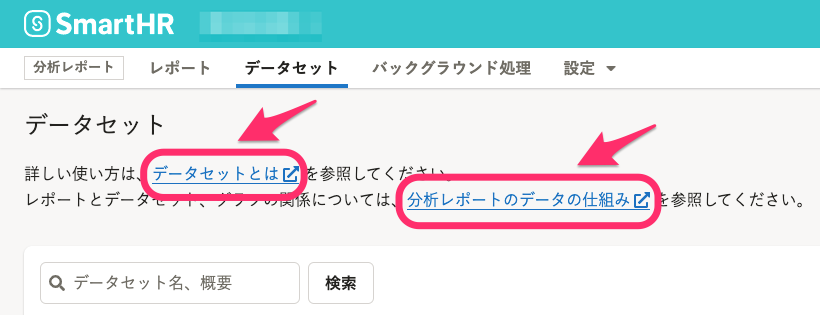 SmartHR
分析レポート レポート データセット バックグラウンド処理 設定
データセット
詳しい使い方は、データセットとは を参照してください。
レポートとデータセット、グラフの関係については、分析レポートのデータの仕組み を参照してください。
データセット名、概要 検索